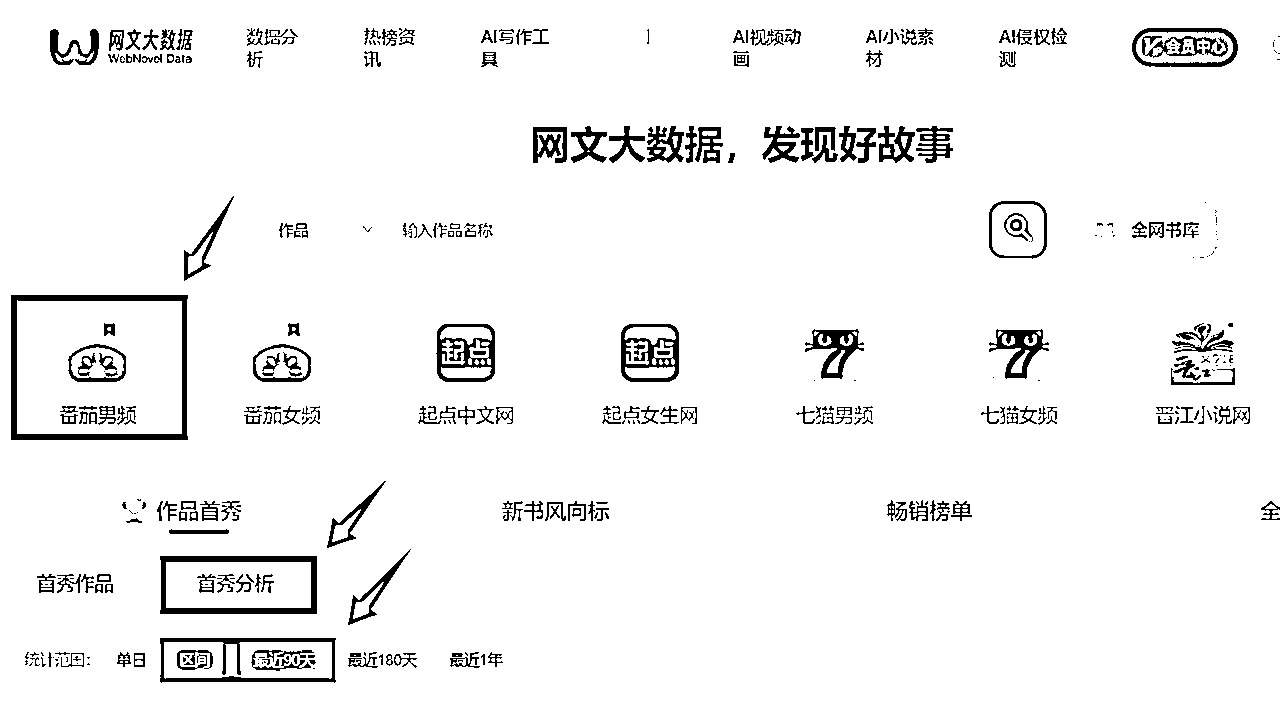 网文大数据
WebNovel Data
数据分析
热榜资讯
AI写作工具
AI视频动画
AI小说素材
AI侵权检测
会员中心
网文大数据，发现好故事
作品
输入作品名称
全网书库
番茄男频
番茄女频
起点
起点中文网
起点
起点女生网
七猫男频
七猫女频
晋江小说网
作品首秀
新书风向标
畅销榜单
全
首秀作品
首秀分析
统计范围：
单日
区间
最近90天
最近180天
最近1年